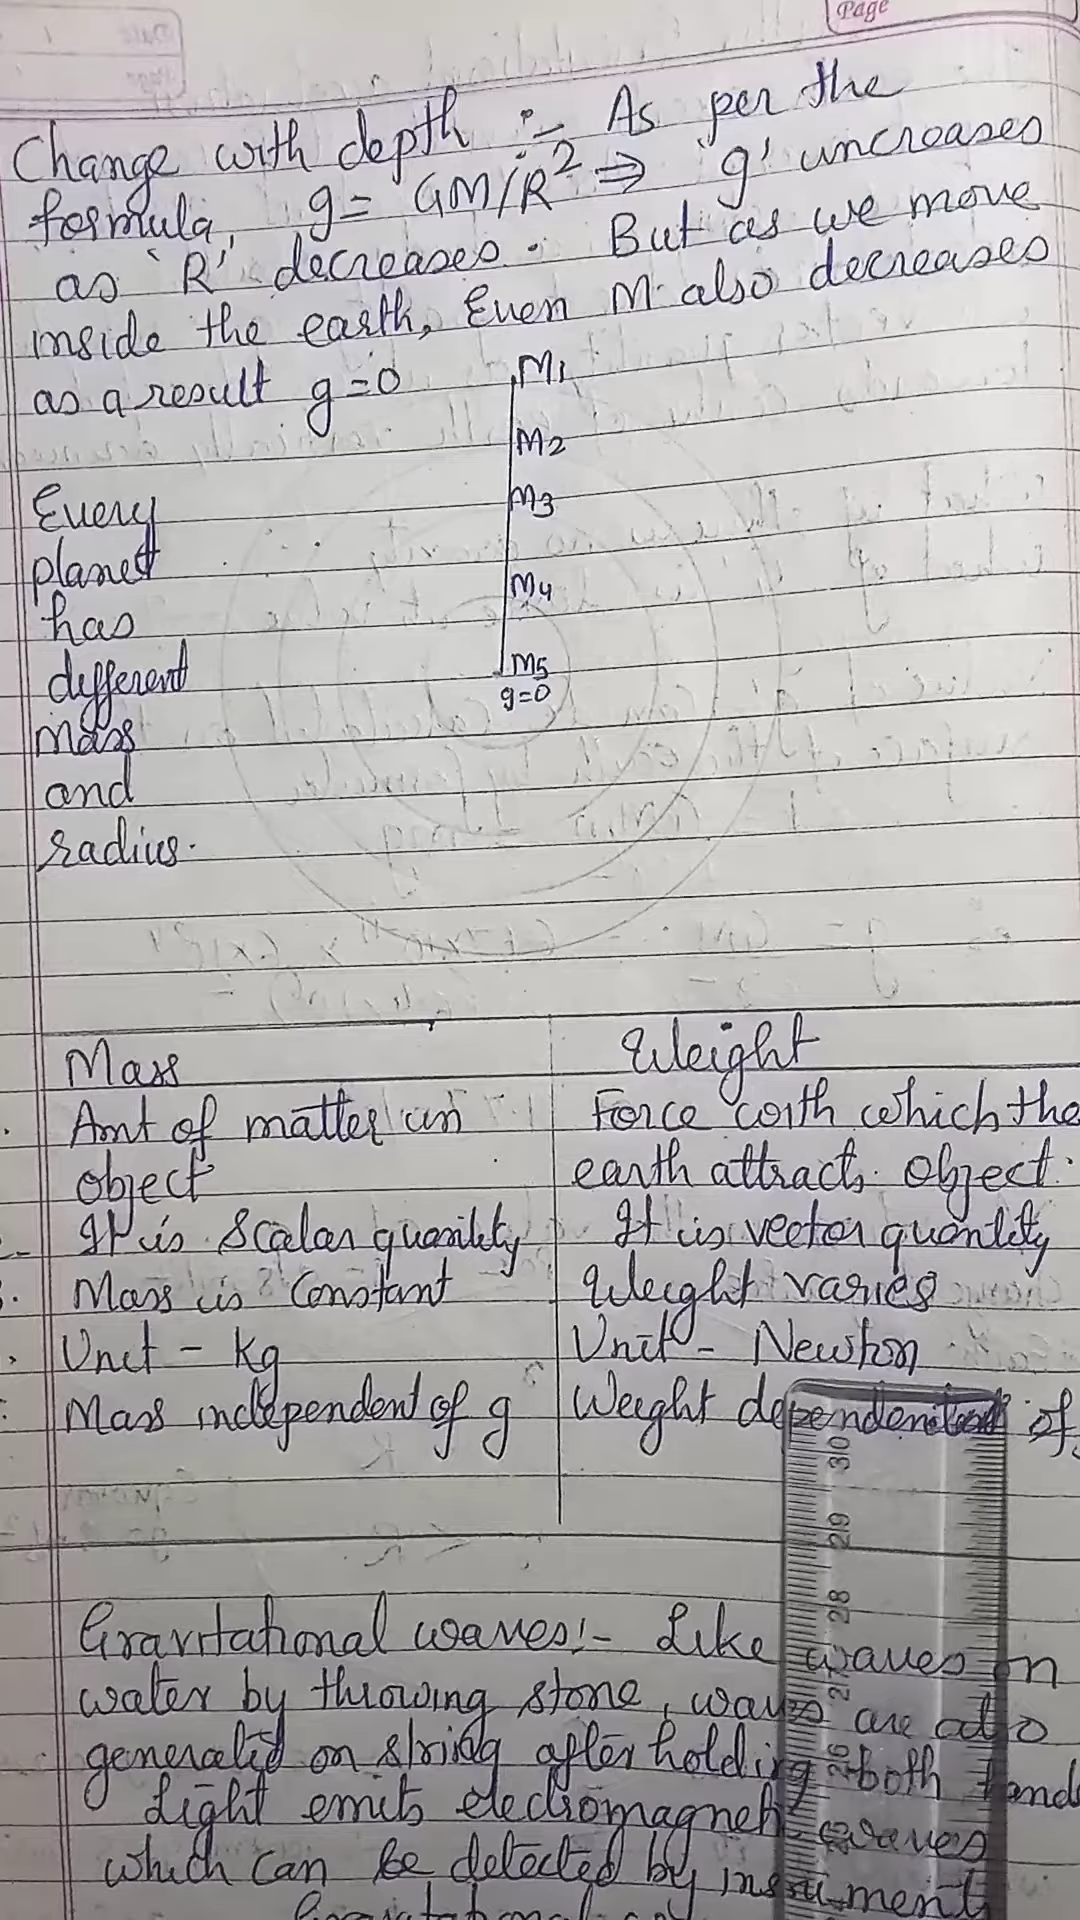 Page
Change with depth :- As per the
formula, g = GM/R² ⇒ 'g' increases
as 'R' decreases. But as we move
inside the earth, Even M also decreases
as a result g=0
M1
M2
M3
M4
M5
g=0
Every
planet
has
different
mass
and
radius.
Mass
Weight
Amt of matter in
object
Force with which the
earth attracts object.
It is Scalar quantity
It is vector quantity
Mass is Constant
Weight varies
Unit - kg
Unit - Newton
Mass independent of g
Weight dependent of
Gravitational waves:- Like waves in
water by throwing stone, waves are also
generated on string after holding both hand
Light emits electromagnetic waves
which can be detected by instrument
30
29
28
27
26